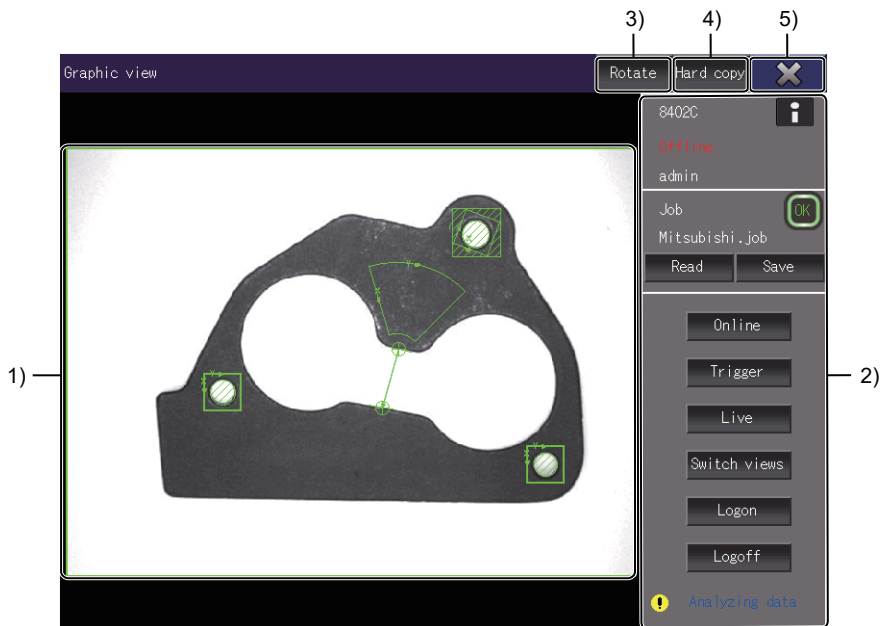 3)
4)
5)
Graphic view
Rotate
Hard copy
8402C
Offline
admin
Job
OK
Mitsubishi.job
Read
Save
Online
1)
Trigger
2)
Live
Switch views
Logon
Logoff
Analyzing data